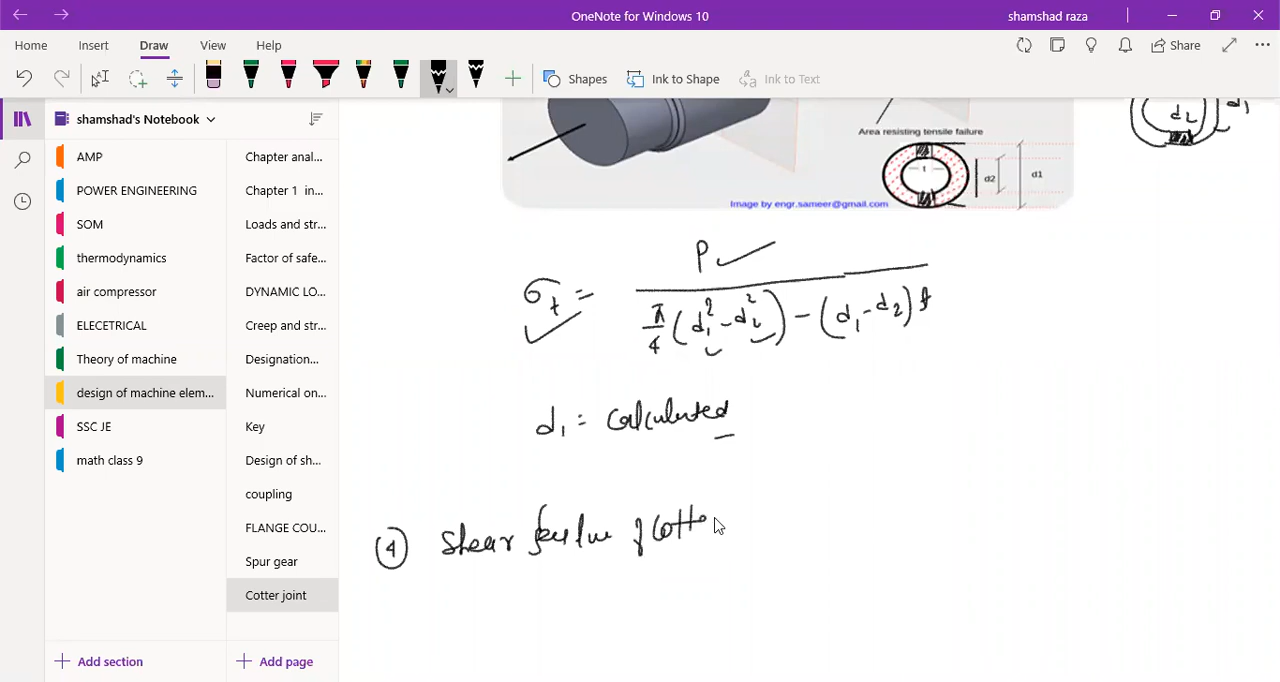 OneNote for Windows 10
shamshad raza
Home Insert Draw View Help
Share
Shapes
Ink to Shape
Ink to Text
shamshad's Notebook
AMP
POWER ENGINEERING
SOM
thermodynamics
air compressor
ELECETRICAL
Theory of machine
design of machine elem...
SSC JE
math class 9
Add section
Chapter anal...
Chapter 1 in...
Loads and str...
Factor of safe...
DYNAMIC LO...
Creep and str...
Designation...
Numerical on...
Key
Design of sh...
coupling
FLANGE COU...
Spur gear
Cotter joint
Add page
Area resisting tensile failure
t
d2
d1
Image by engr.sameer@gmail.com
d2 d1
P
σt =
π/4 (d1² - d2²) - (d1 - d2) t
d1 = calculated
④ Shear failure of Cotte